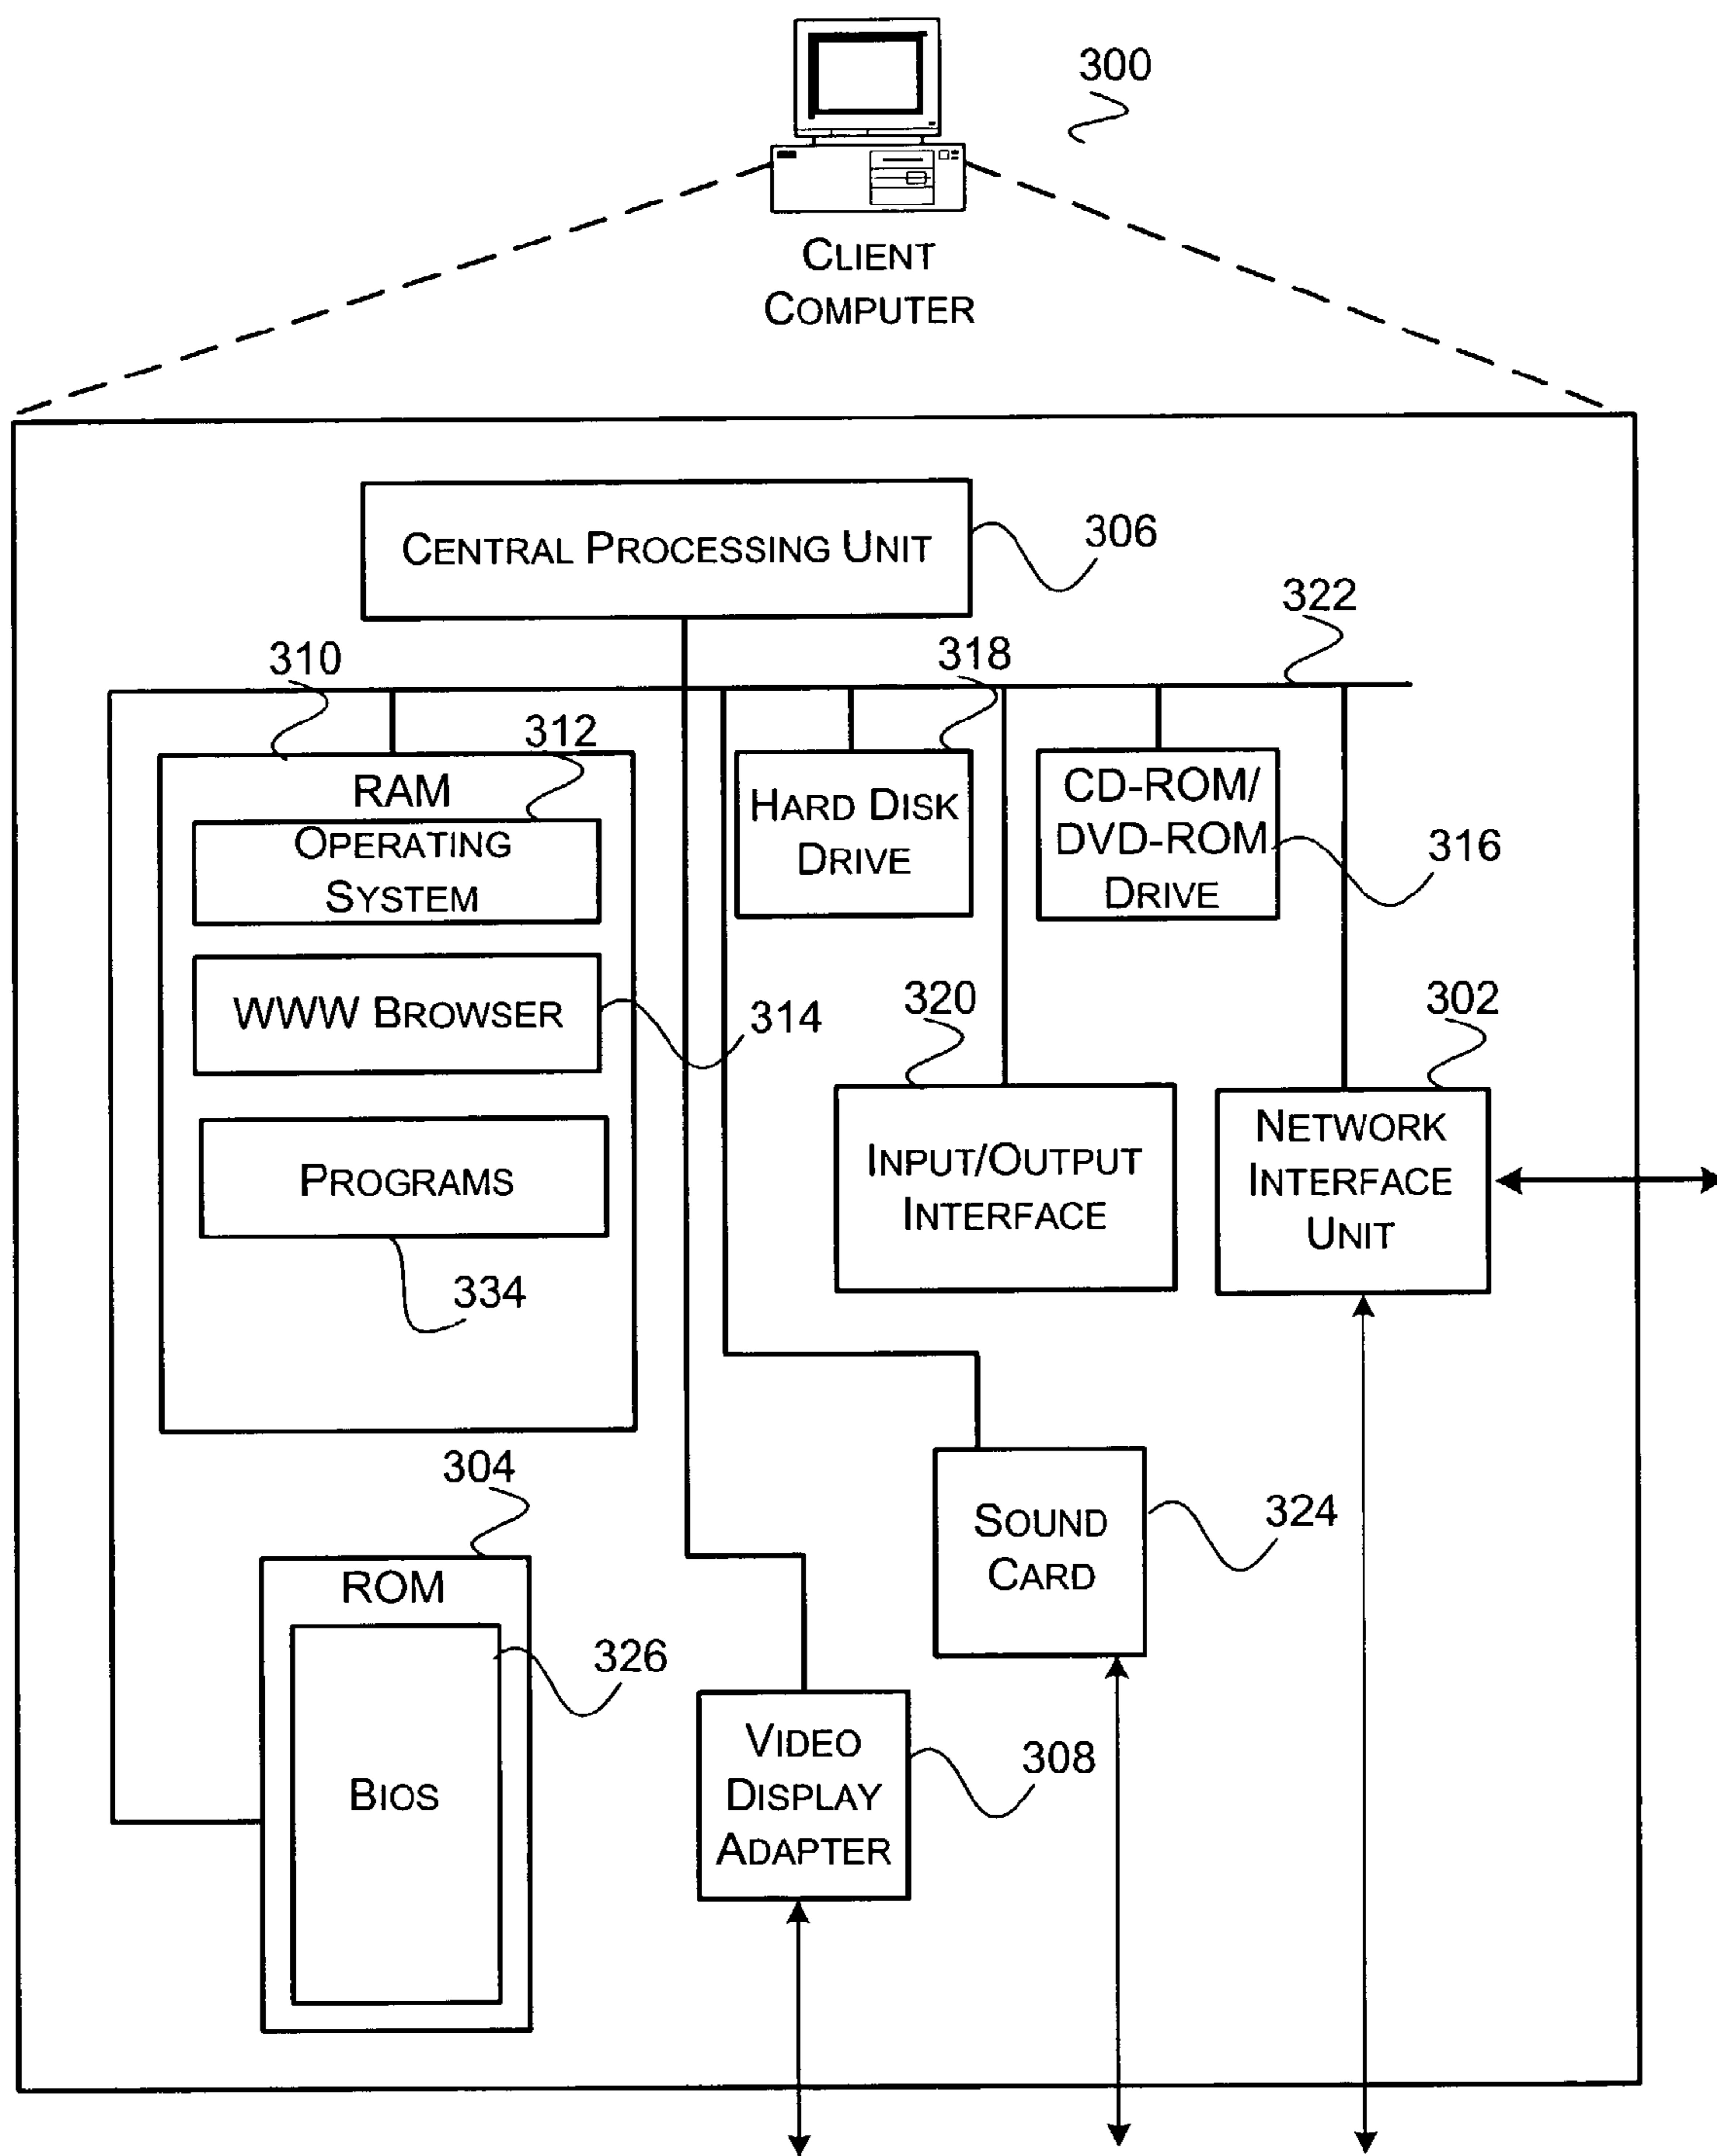 300
CLIENT
COMPUTER
CENTRAL PROCESSING UNIT
306
322
310
318
312
RAM
OPERATING
SYSTEM
HARD DISK
DRIVE
CD-ROM/
DVD-ROM
DRIVE
316
WWW BROWSER
314
320
302
PROGRAMS
334
INPUT/OUTPUT
INTERFACE
NETWORK
INTERFACE
UNIT
304
ROM
326
BIOS
SOUND
CARD
324
VIDEO
DISPLAY
ADAPTER
308